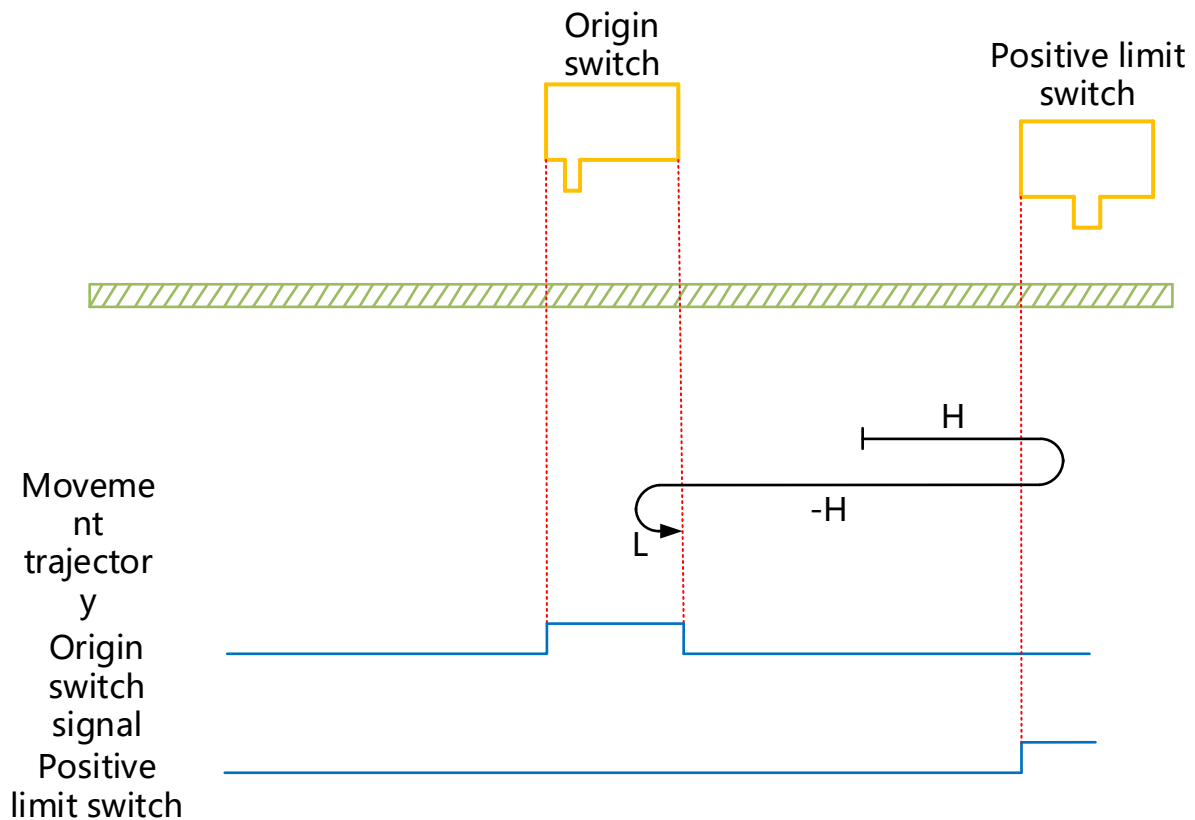 Origin
switch
Positive limit
switch
H
-H
L
Moveme
nt
trajector
y
Origin
switch
signal
Positive
limit switch